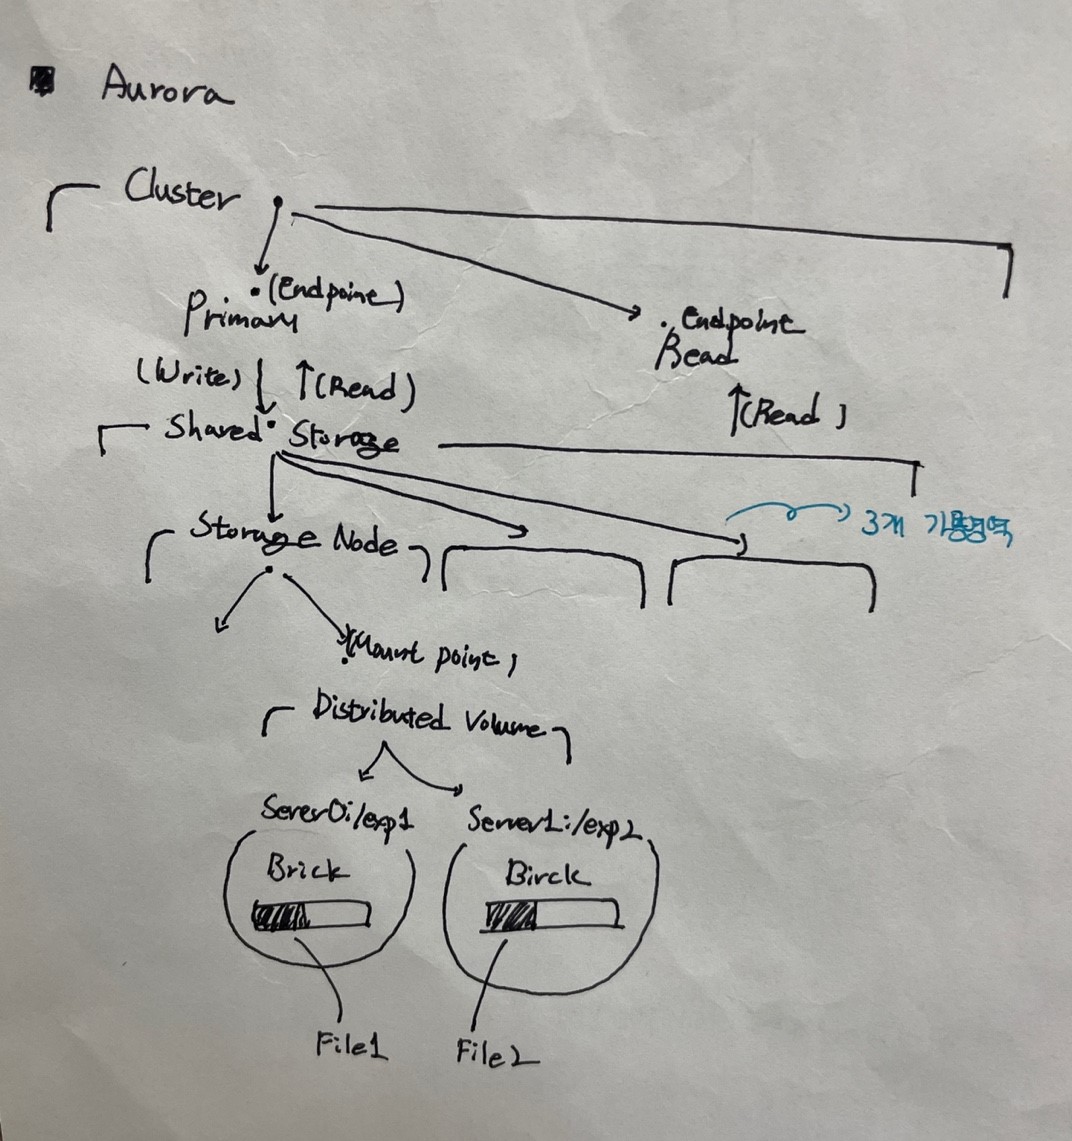 Aurora
Cluster
(Endpoint)
Primary
Endpoint
Read
(Write) (Read)
(Read)
Shared Storage
3개 가용영역
Storage Node
(Mount point)
Distributed Volume
Sever0:/exp1 Server1:/exp2
Brick Birck
File1 File2